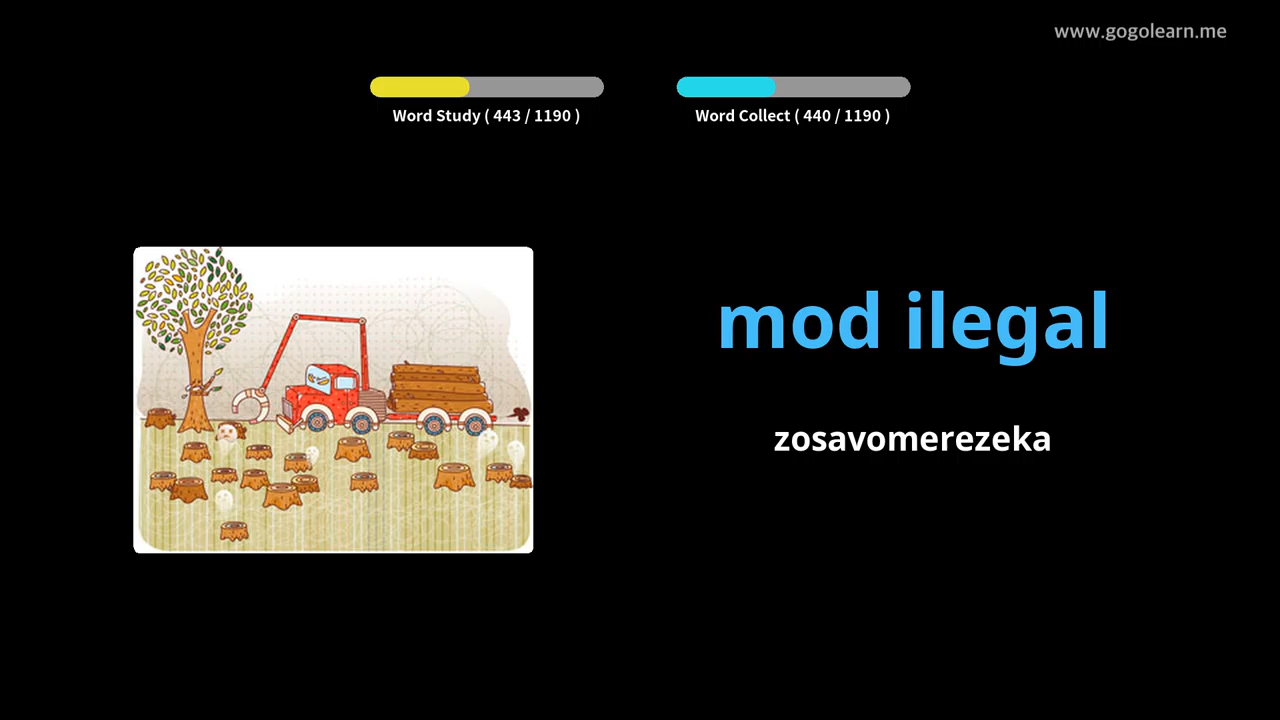 www.gogolearn.me
Word Study ( 443 / 1190 )
Word Collect ( 440 / 1190 )
mod ilegal
zosavomerezeka